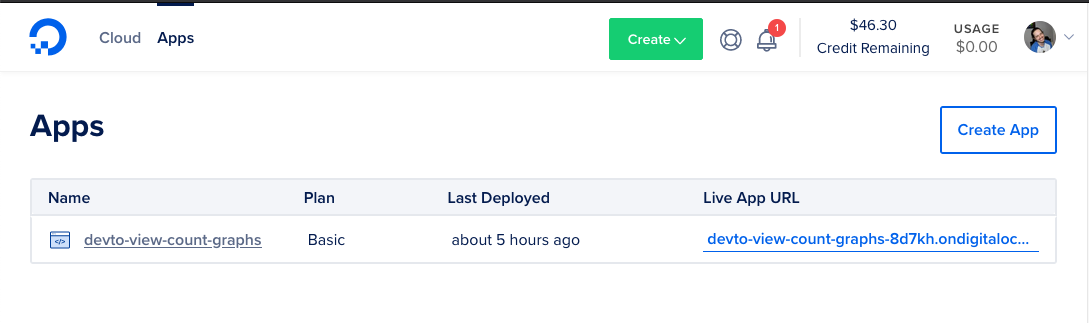 Cloud Apps Create 1 $46.30 Credit Remaining USAGE $0.00
Apps
Create App
Name Plan Last Deployed Live App URL
</> devto-view-count-graphs Basic about 5 hours ago devto-view-count-graphs-8d7kh.ondigitaloc...